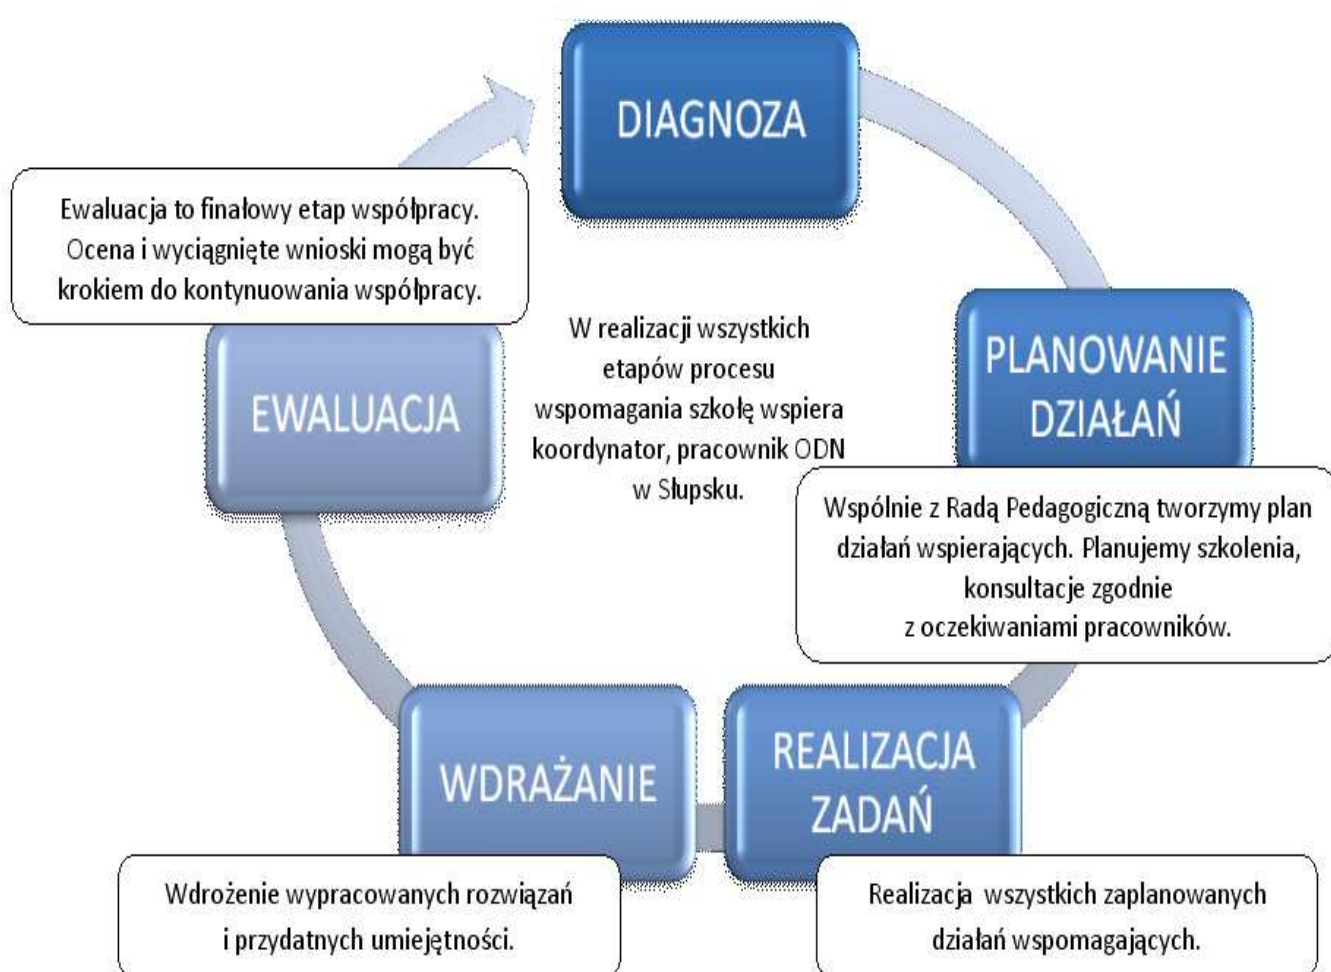 DIAGNOZA
PLANOWANIE
DZIAŁAŃ
Wspólnie z Radą Pedagogiczną tworzymy plan
działań wspierających. Planujemy szkolenia,
konsultacje zgodnie
z oczekiwaniami pracowników.
REALIZACJA
ZADAŃ
Realizacja wszystkich zaplanowanych
działań wspomagających.
WDRAŻANIE
Wdrożenie wypracowanych rozwiązań
i przydatnych umiejętności.
EWALUACJA
Ewaluacja to finałowy etap współpracy.
Ocena i wyciągnięte wnioski mogą być
krokiem do kontynuowania współpracy.
W realizacji wszystkich
etapów procesu
wspomagania szkołę wspiera
koordynator, pracownik ODN
w Słupsku.